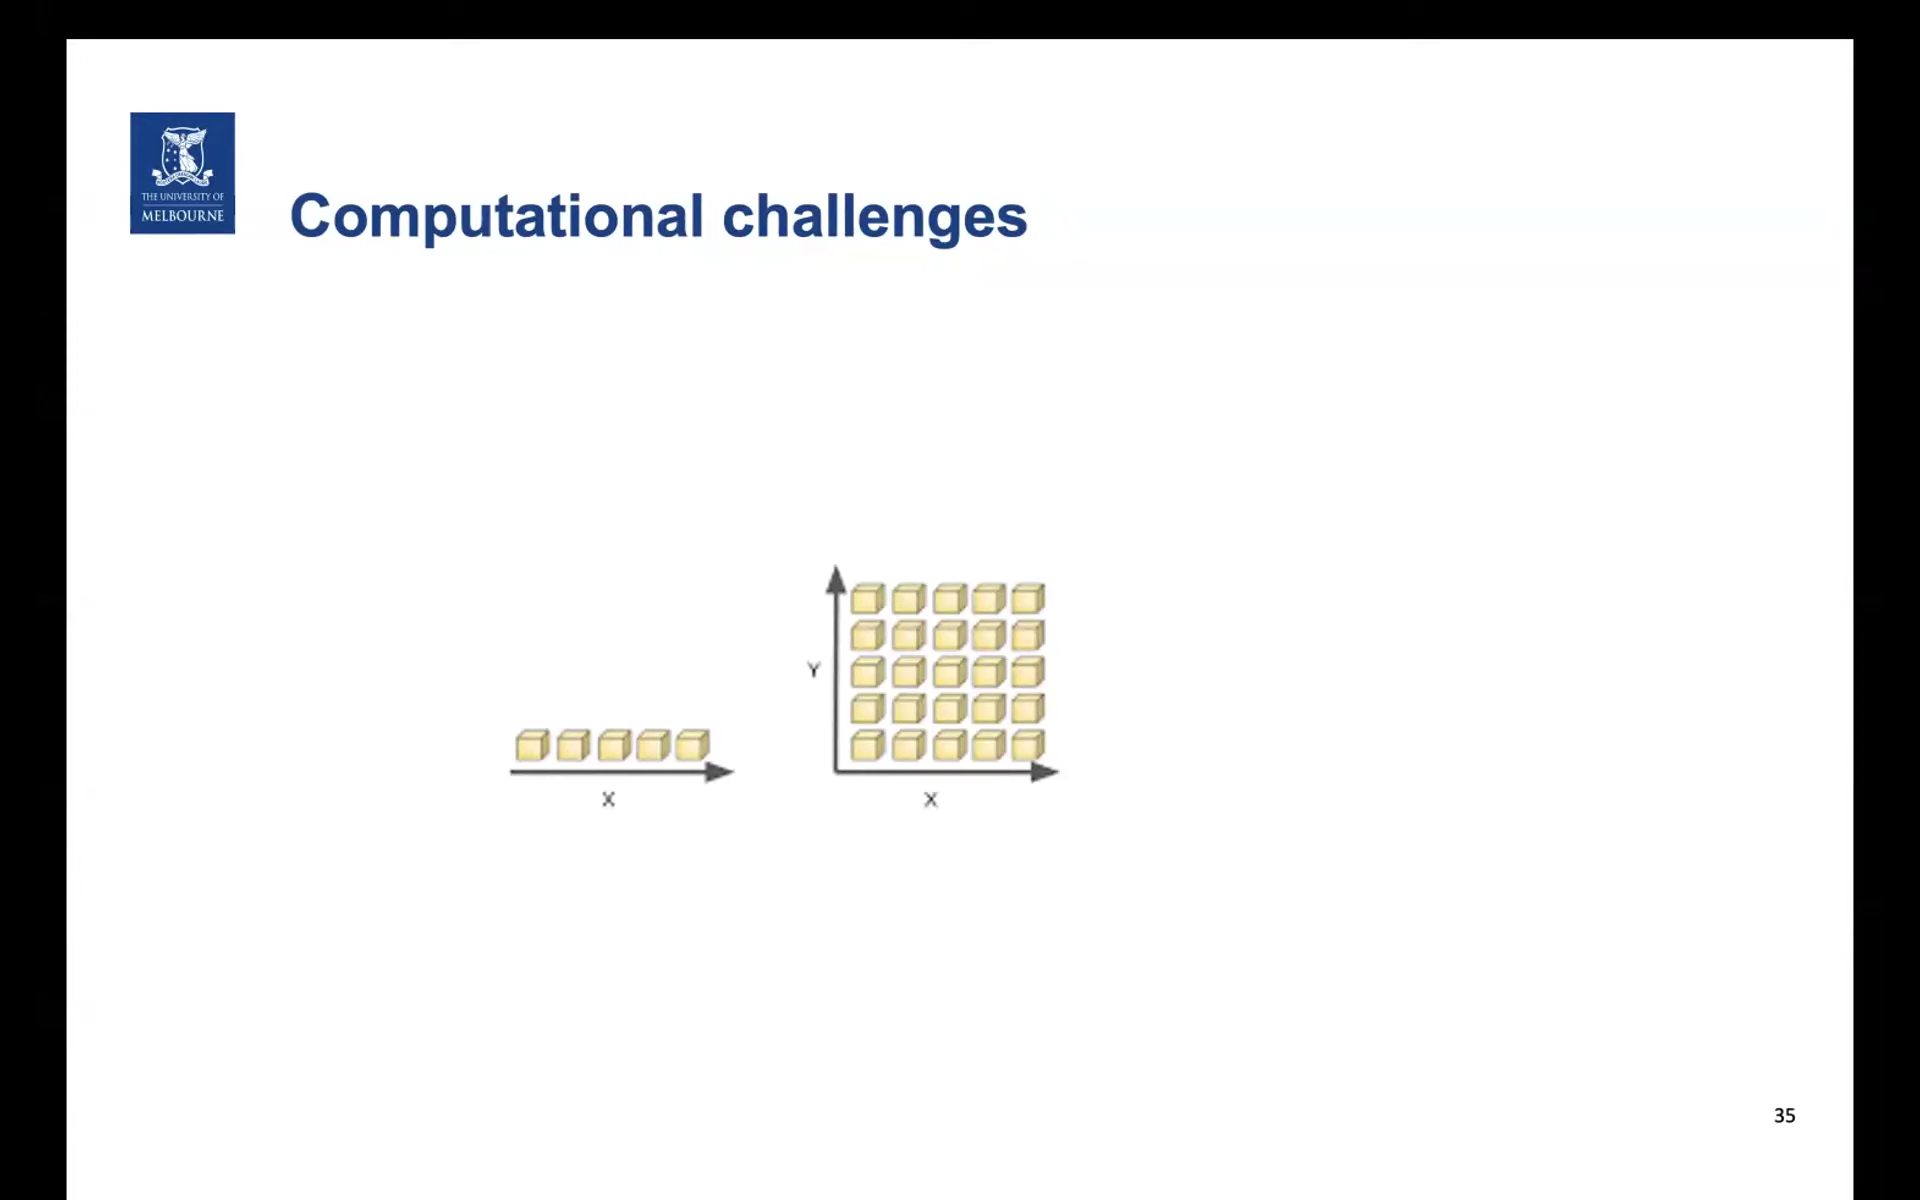 THE UNIVERSITY OF
MELBOURNE
Computational challenges
Y
X
X
35